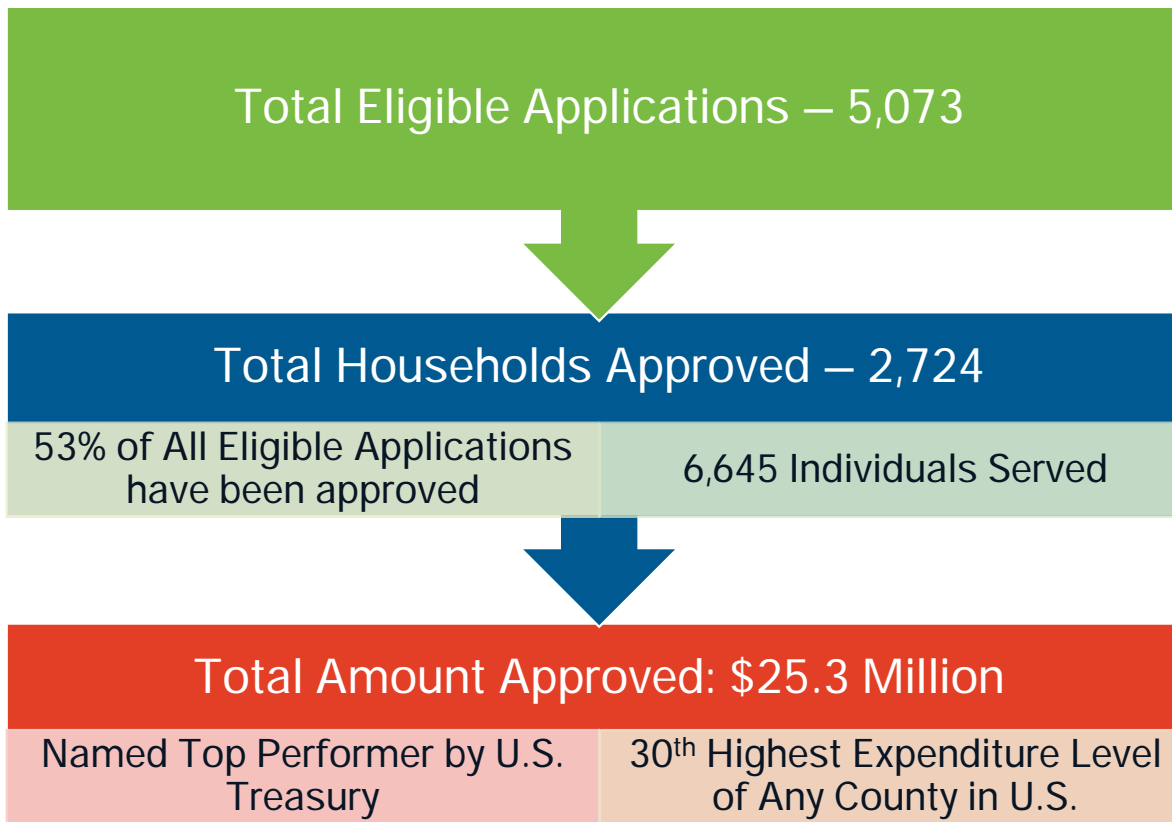 Total Eligible Applications – 5,073
Total Households Approved – 2,724
53% of All Eligible Applications
have been approved
6,645 Individuals Served
Total Amount Approved: $25.3 Million
Named Top Performer by U.S.
Treasury
30th Highest Expenditure Level
of Any County in U.S.